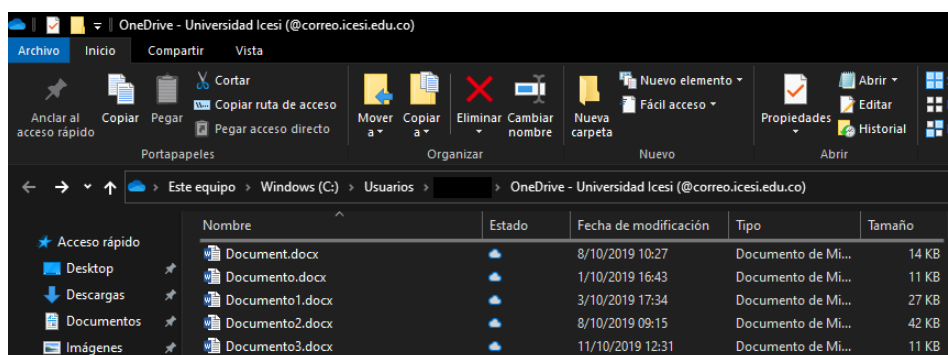 OneDrive - Universidad Icesi (@correo.icesi.edu.co)
Archivo Inicio Compartir Vista
Anclar al acceso rápido
Copiar
Pegar
Cortar
Copiar ruta de acceso
Pegar acceso directo
Mover a
Copiar a
Eliminar
Cambiar nombre
Nueva carpeta
Nuevo elemento
Fácil acceso
Propiedades
Abrir
Editar
Historial
Portapapeles Organizar Nuevo Abrir
Este equipo > Windows (C:) > Usuarios > > OneDrive - Universidad Icesi (@correo.icesi.edu.co)
Acceso rápido
Desktop
Descargas
Documentos
Imágenes
Nombre Estado Fecha de modificación Tipo Tamaño
Document.docx 8/10/2019 10:27 Documento de Mi... 14 KB
Documento.docx 1/10/2019 16:43 Documento de Mi... 11 KB
Documento1.docx 3/10/2019 17:34 Documento de Mi... 27 KB
Documento2.docx 8/10/2019 09:15 Documento de Mi... 42 KB
Documento3.docx 11/10/2019 12:31 Documento de Mi... 11 KB